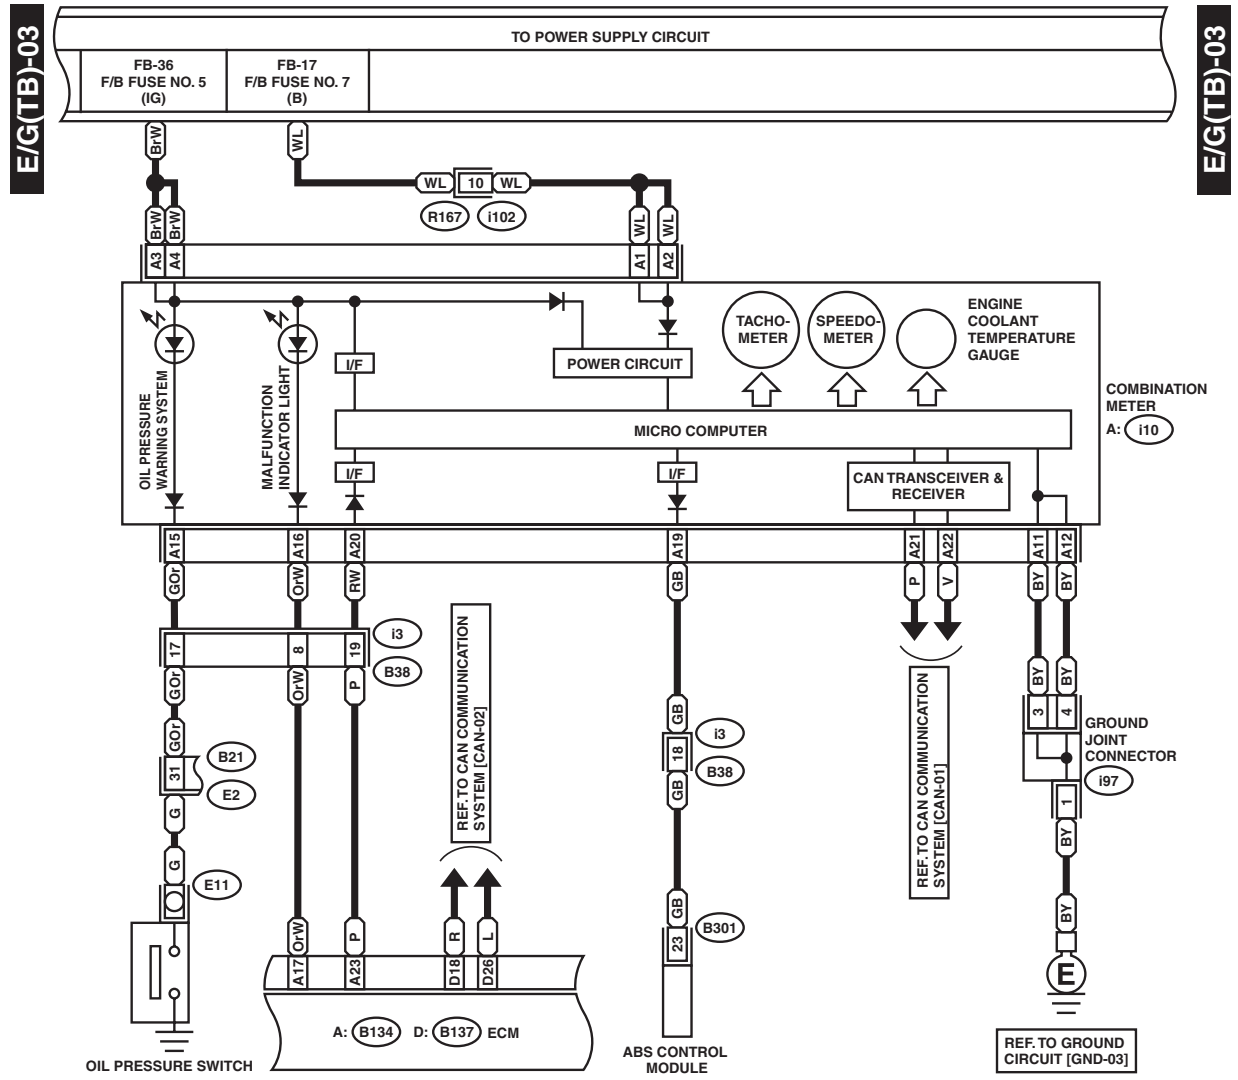 E/G(TB)-03
E/G(TB)-03
TO POWER SUPPLY CIRCUIT
FB-36
F/B FUSE NO. 5
(IG)
FB-17
F/B FUSE NO. 7
(B)
BrW
WL
WL
10
WL
R167
i102
BrW
BrW
WL
WL
A3
A4
A1
A2
TACHO-
METER
SPEEDO-
METER
ENGINE
COOLANT
TEMPERATURE
GAUGE
I/F
POWER CIRCUIT
OIL PRESSURE
WARNING SYSTEM
MALFUNCTION
INDICATOR LIGHT
MICRO COMPUTER
COMBINATION
METER
A: i10
I/F
I/F
CAN TRANSCEIVER &
RECEIVER
A15
A16
A20
A19
A21
A22
A11
A12
GOr
OrW
RW
GB
P
V
BY
BY
17
8
19
i3
B38
GOr
OrW
P
REF. TO CAN COMMUNICATION
SYSTEM [CAN-02]
REF. TO CAN COMMUNICATION
SYSTEM [CAN-01]
BY
BY
GB
18
i3
B38
GB
3
4
GROUND
JOINT
CONNECTOR
i97
1
BY
GOr
31
B21
E2
G
G
E11
OrW
P
R
L
GB
B301
23
BY
A17
A23
D18
D26
E
A: B134 D: B137 ECM
OIL PRESSURE SWITCH
ABS CONTROL
MODULE
REF. TO GROUND
CIRCUIT [GND-03]